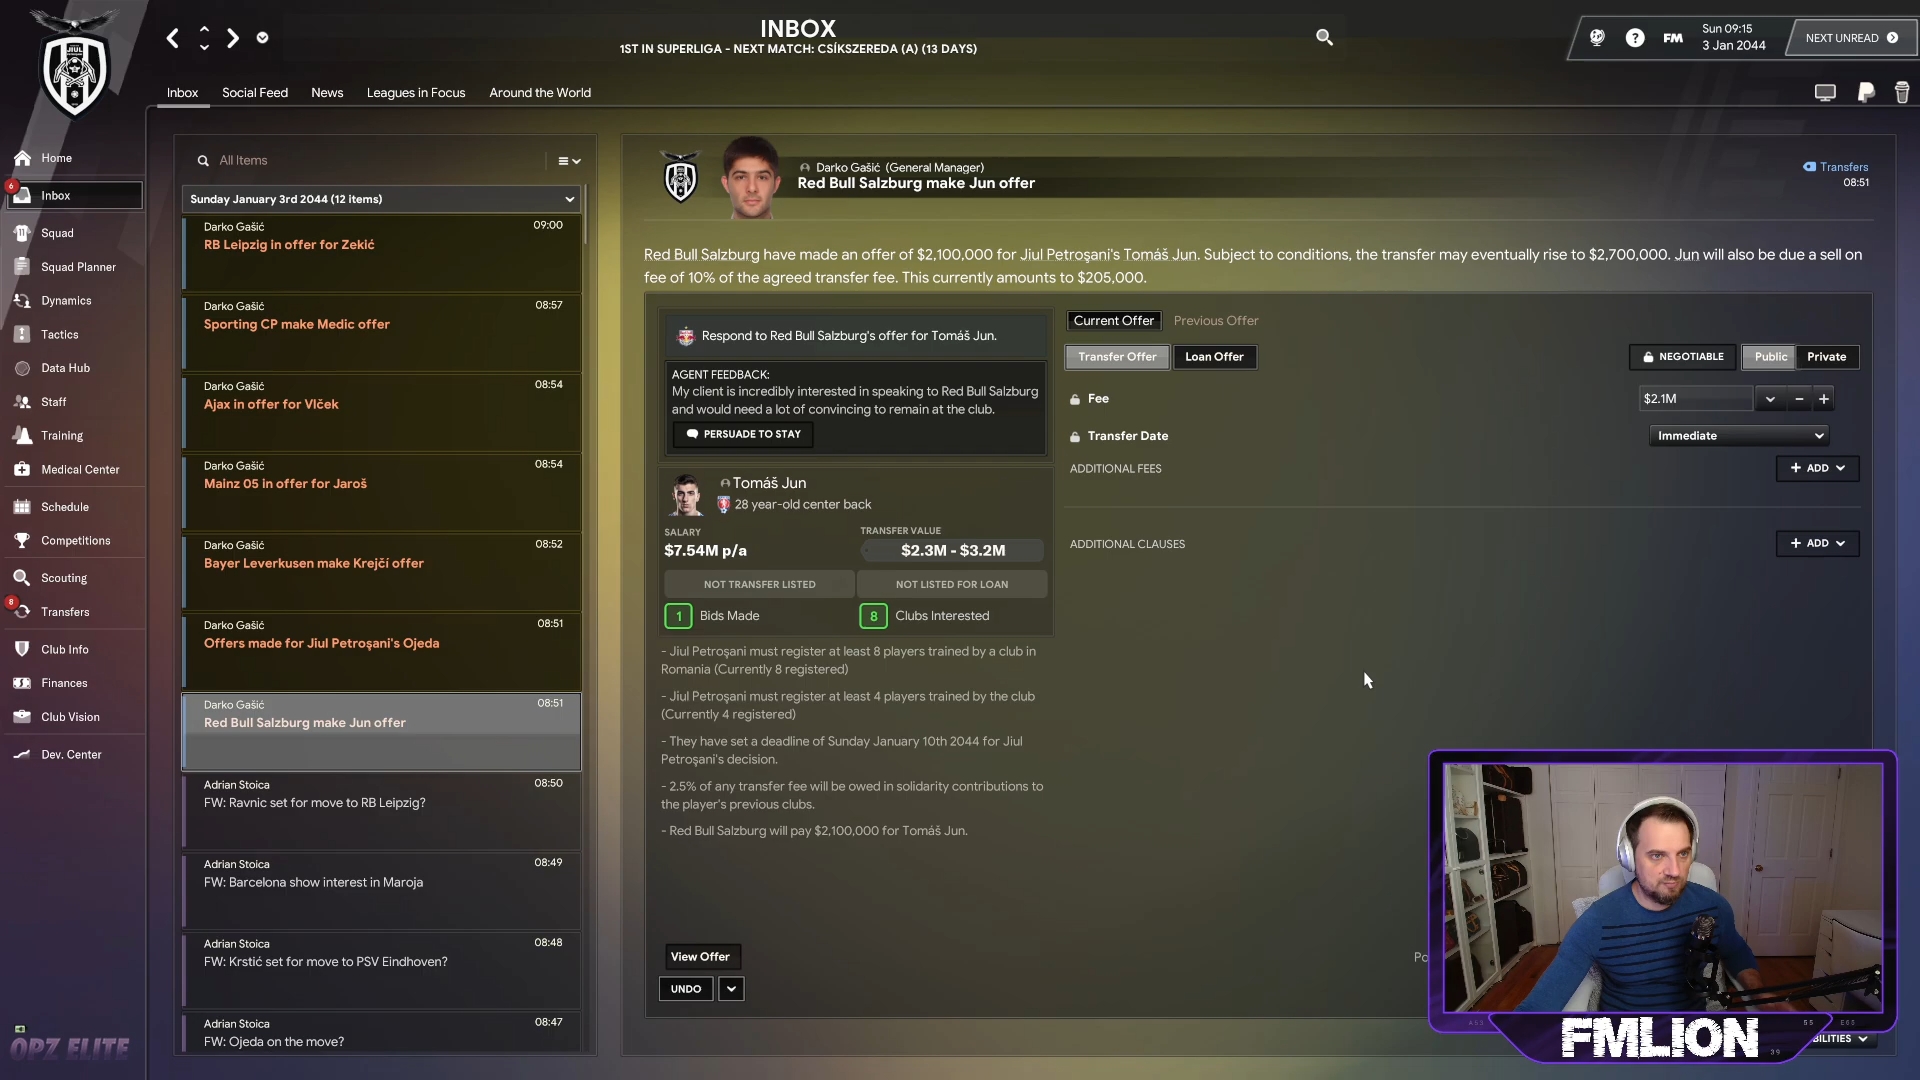 INBOX
1ST IN SUPERLIGA - NEXT MATCH: CSÍKSZEREDA (A) (13 DAYS)
FM
Sun 09:15
3 Jan 2044
NEXT UNREAD
JIUL
Inbox
Social Feed
News
Leagues in Focus
Around the World
Home
6
Inbox
Squad
Squad Planner
Dynamics
Tactics
Data Hub
Staff
Training
Medical Center
Schedule
Competitions
Scouting
8
Transfers
Club Info
Finances
Club Vision
Dev. Center
OPZ ELITE
All Items
Sunday January 3rd 2044 (12 items)
Darko Gašić 09:00
RB Leipzig in offer for Zekić
Darko Gašić 08:57
Sporting CP make Medic offer
Darko Gašić 08:54
Ajax in offer for Vlček
Darko Gašić 08:54
Mainz 05 in offer for Jaroš
Darko Gašić 08:52
Bayer Leverkusen make Krejčí offer
Darko Gašić 08:51
Offers made for Jiul Petroşani's Ojeda
Darko Gašić 08:51
Red Bull Salzburg make Jun offer
Adrian Stoica 08:50
FW: Ravnic set for move to RB Leipzig?
Adrian Stoica 08:49
FW: Barcelona show interest in Maroja
Adrian Stoica 08:48
FW: Krstić set for move to PSV Eindhoven?
Adrian Stoica 08:47
FW: Ojeda on the move?
Darko Gašić (General Manager)
Red Bull Salzburg make Jun offer
Transfers
08:51
Red Bull Salzburg have made an offer of $2,100,000 for Jiul Petroşani's Tomáš Jun. Subject to conditions, the transfer may eventually rise to $2,700,000. Jun will also be due a sell on
fee of 10% of the agreed transfer fee. This currently amounts to $205,000.
Respond to Red Bull Salzburg's offer for Tomáš Jun.
AGENT FEEDBACK:
My client is incredibly interested in speaking to Red Bull Salzburg
and would need a lot of convincing to remain at the club.
PERSUADE TO STAY
Tomáš Jun
28 year-old center back
SALARY
$7.54M p/a
TRANSFER VALUE
$2.3M - $3.2M
NOT TRANSFER LISTED
NOT LISTED FOR LOAN
1 Bids Made
8 Clubs Interested
- Jiul Petroşani must register at least 8 players trained by a club in
Romania (Currently 8 registered)
- Jiul Petroşani must register at least 4 players trained by the club
(Currently 4 registered)
- They have set a deadline of Sunday January 10th 2044 for Jiul
Petroşani's decision.
- 2.5% of any transfer fee will be owed in solidarity contributions to
the player's previous clubs.
- Red Bull Salzburg will pay $2,100,000 for Tomáš Jun.
View Offer
UNDO
Current Offer
Previous Offer
Transfer Offer
Loan Offer
NEGOTIABLE
Public
Private
Fee
$2.1M
Transfer Date
Immediate
ADDITIONAL FEES
ADD
ADDITIONAL CLAUSES
ADD
A53
55
E65
39
FMLION